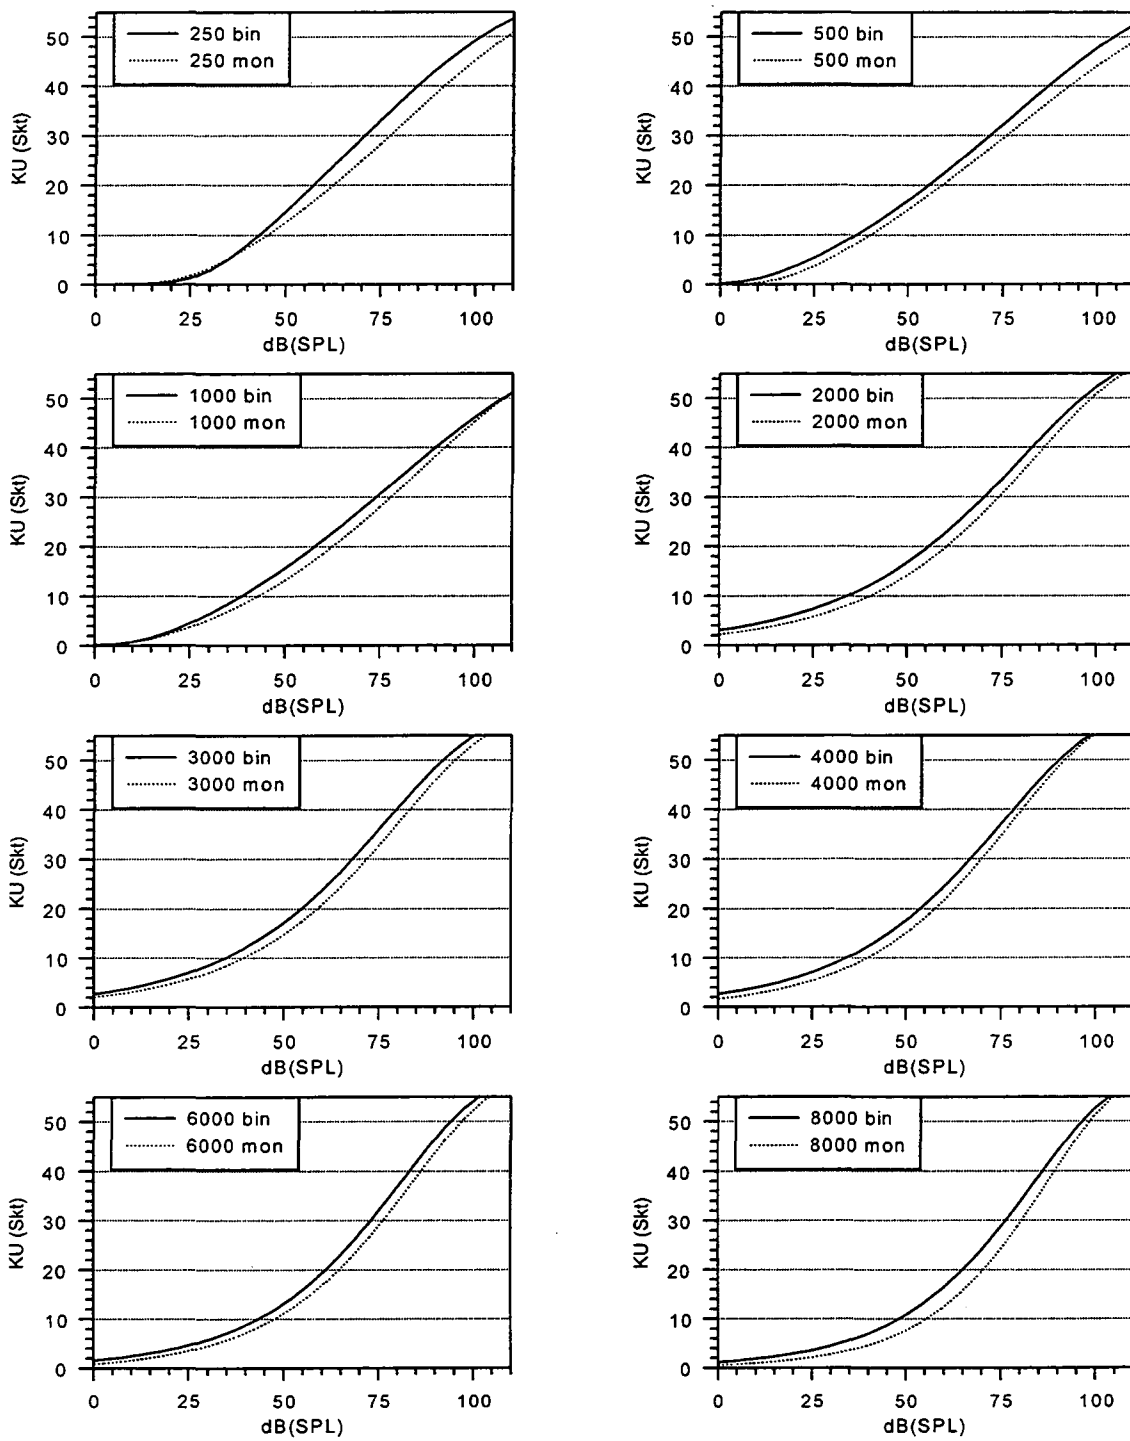 250 bin
250 mon
KU (Skt)
50
40
30
20
10
0
0 25 50 75 100
dB(SPL)
500 bin
500 mon
KU (Skt)
50
40
30
20
10
0
0 25 50 75 100
dB(SPL)
1000 bin
1000 mon
KU (Skt)
50
40
30
20
10
0
0 25 50 75 100
dB(SPL)
2000 bin
2000 mon
KU (Skt)
50
40
30
20
10
0
0 25 50 75 100
dB(SPL)
3000 bin
3000 mon
KU (Skt)
50
40
30
20
10
0
0 25 50 75 100
dB(SPL)
4000 bin
4000 mon
KU (Skt)
50
40
30
20
10
0
0 25 50 75 100
dB(SPL)
6000 bin
6000 mon
KU (Skt)
50
40
30
20
10
0
0 25 50 75 100
dB(SPL)
8000 bin
8000 mon
KU (Skt)
50
40
30
20
10
0
0 25 50 75 100
dB(SPL)